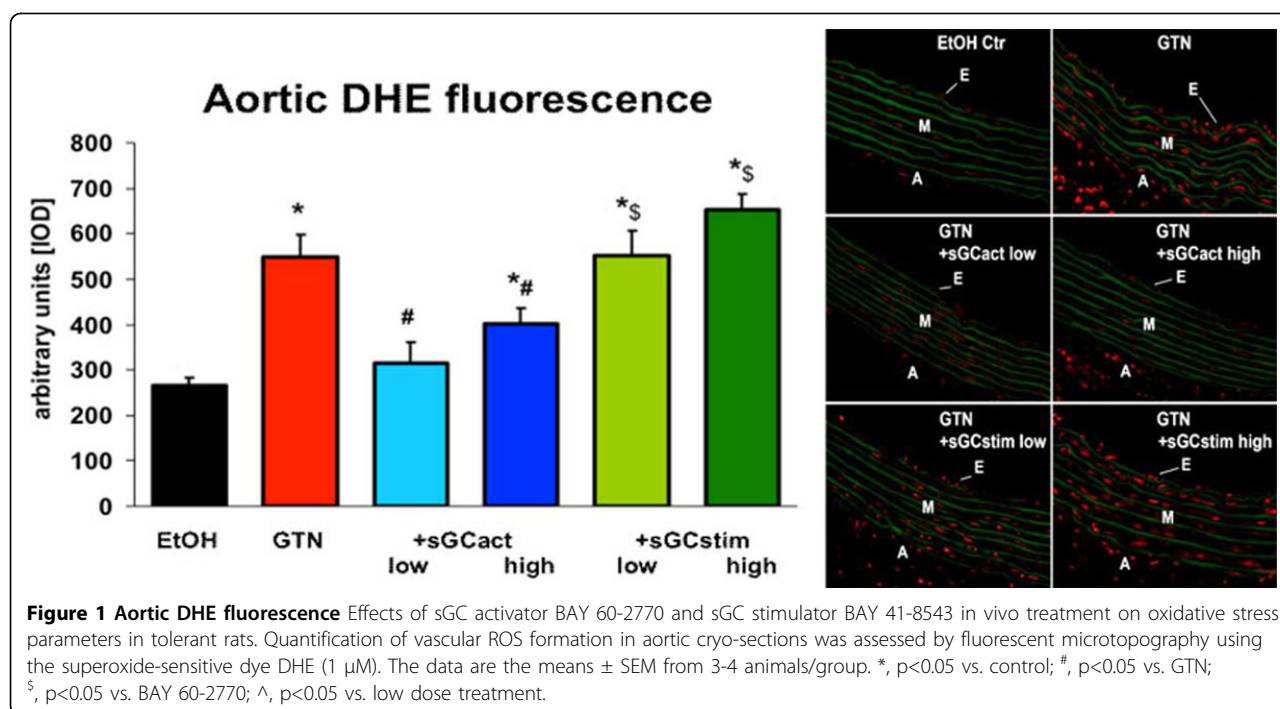 Aortic DHE fluorescence
arbitrary units [IOD]
800
700
600
500
400
300
200
100
0
*
#
*#
*$
*$
EtOH GTN +sGCact +sGCstim
low high low high
EtOH Ctr
E
M
A
GTN
E
M
A
GTN
+sGCact low
E
M
A
GTN
+sGCact high
E
M
A
GTN
+sGCstim low
E
M
A
GTN
+sGCstim high
E
M
A
Figure 1 Aortic DHE fluorescence Effects of sGC activator BAY 60-2770 and sGC stimulator BAY 41-8543 in vivo treatment on oxidative stress
parameters in tolerant rats. Quantification of vascular ROS formation in aortic cryo-sections was assessed by fluorescent microtopography using
the superoxide-sensitive dye DHE (1 μM). The data are the means ± SEM from 3-4 animals/group. *, p<0.05 vs. control; #, p<0.05 vs. GTN;
$, p<0.05 vs. BAY 60-2770; ^, p<0.05 vs. low dose treatment.